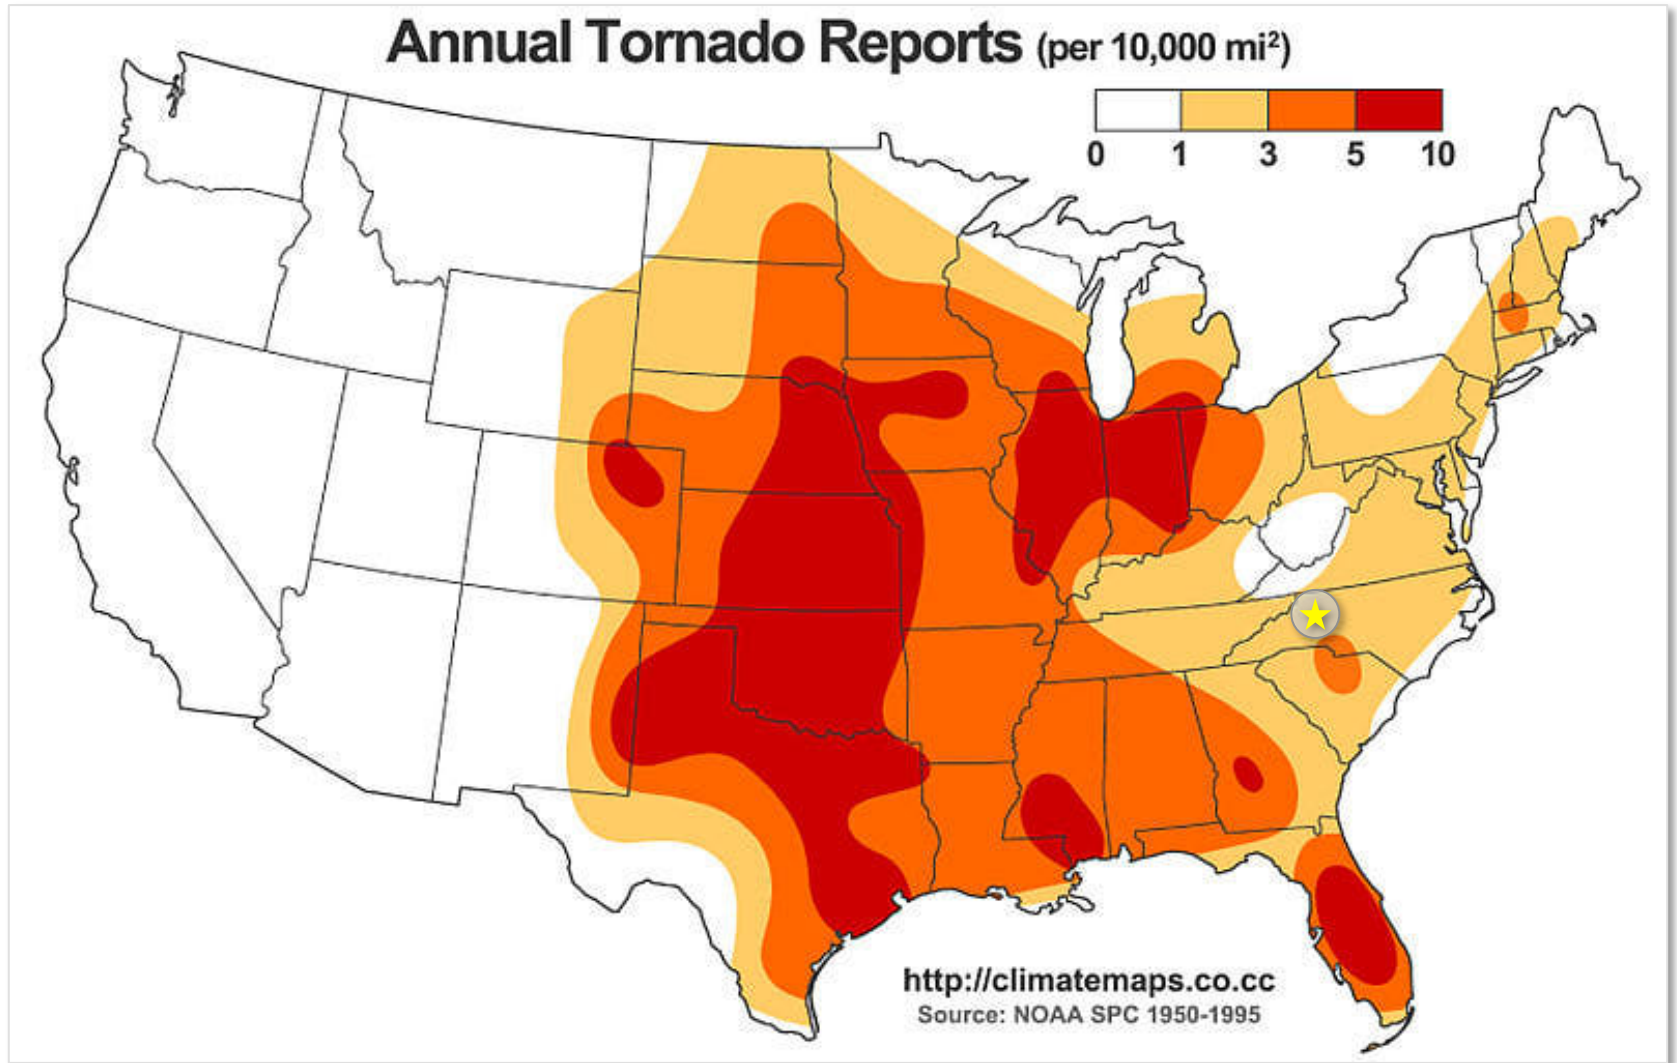 Annual Tornado Reports (per 10,000 mi²)
0 1 3 5 10
http://climatemaps.co.cc
Source: NOAA SPC 1950-1995